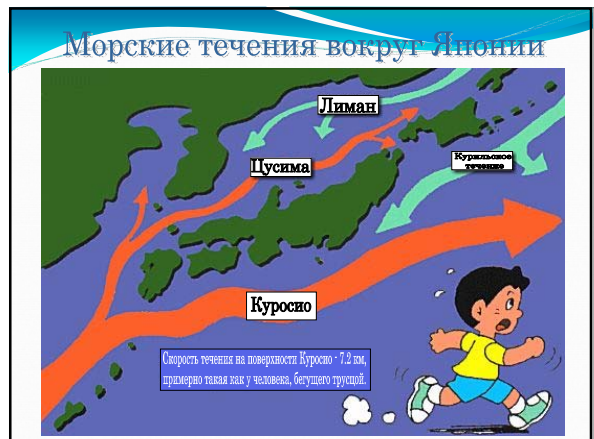 Морские течения вокруг Японии
Лиман
Цусима
Курильское
течение
Куросио
Скорость течения на поверхности Куросио - 7.2 км,
примерно такая как у человека, бегущего трусцой.